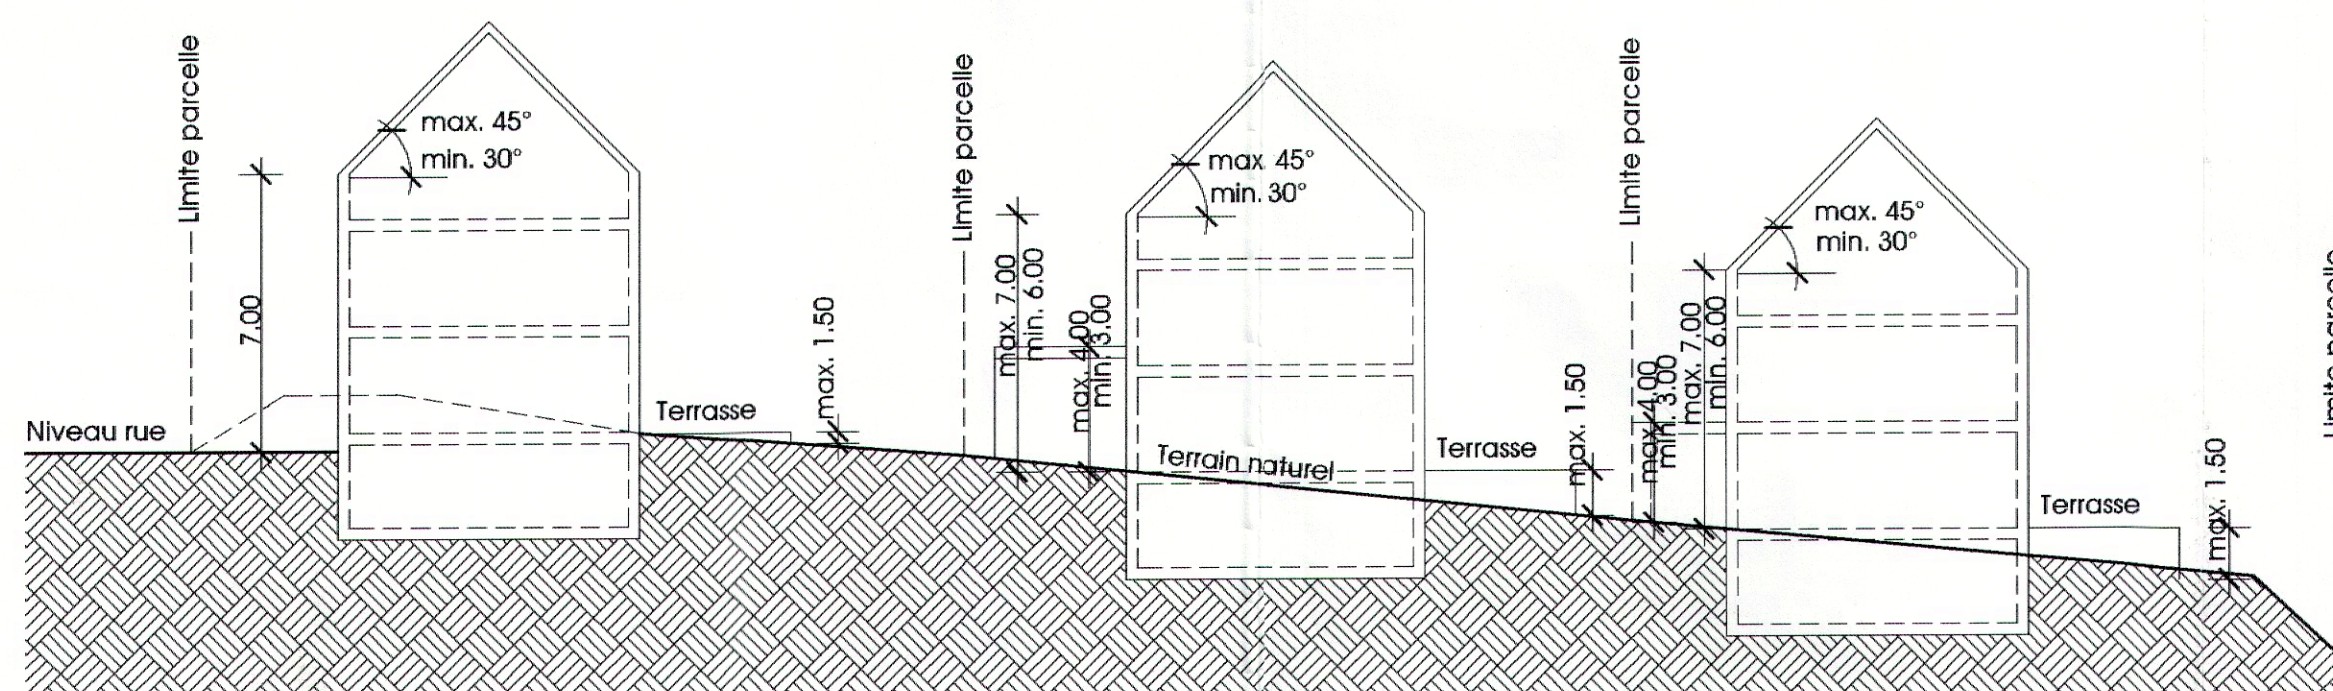 Limite parcelle
max. 45°
min. 30°
7.00
Niveau rue
Terrasse
max. 1.50
Limite parcelle
max. 7.00
min. 6.00
max. 4.00
min. 3.00
max. 45°
min. 30°
Terrain naturel
Terrasse
max. 1.50
Limite parcelle
max. 4.00
min. 3.00
max. 7.00
min. 6.00
max. 45°
min. 30°
Terrasse
max. 1.50
Limite parcelle